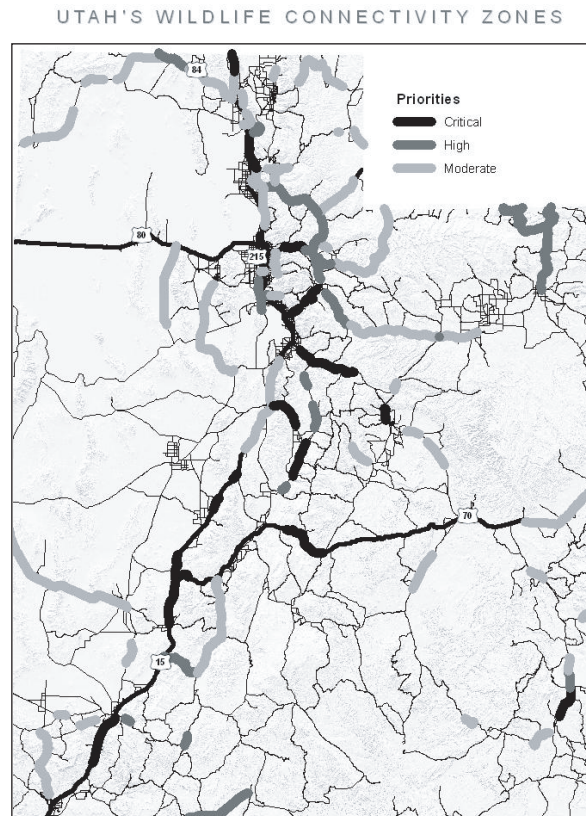 UTAH'S WILDLIFE CONNECTIVITY ZONES
84
Priorities
Critical
High
Moderate
80
215
70
15